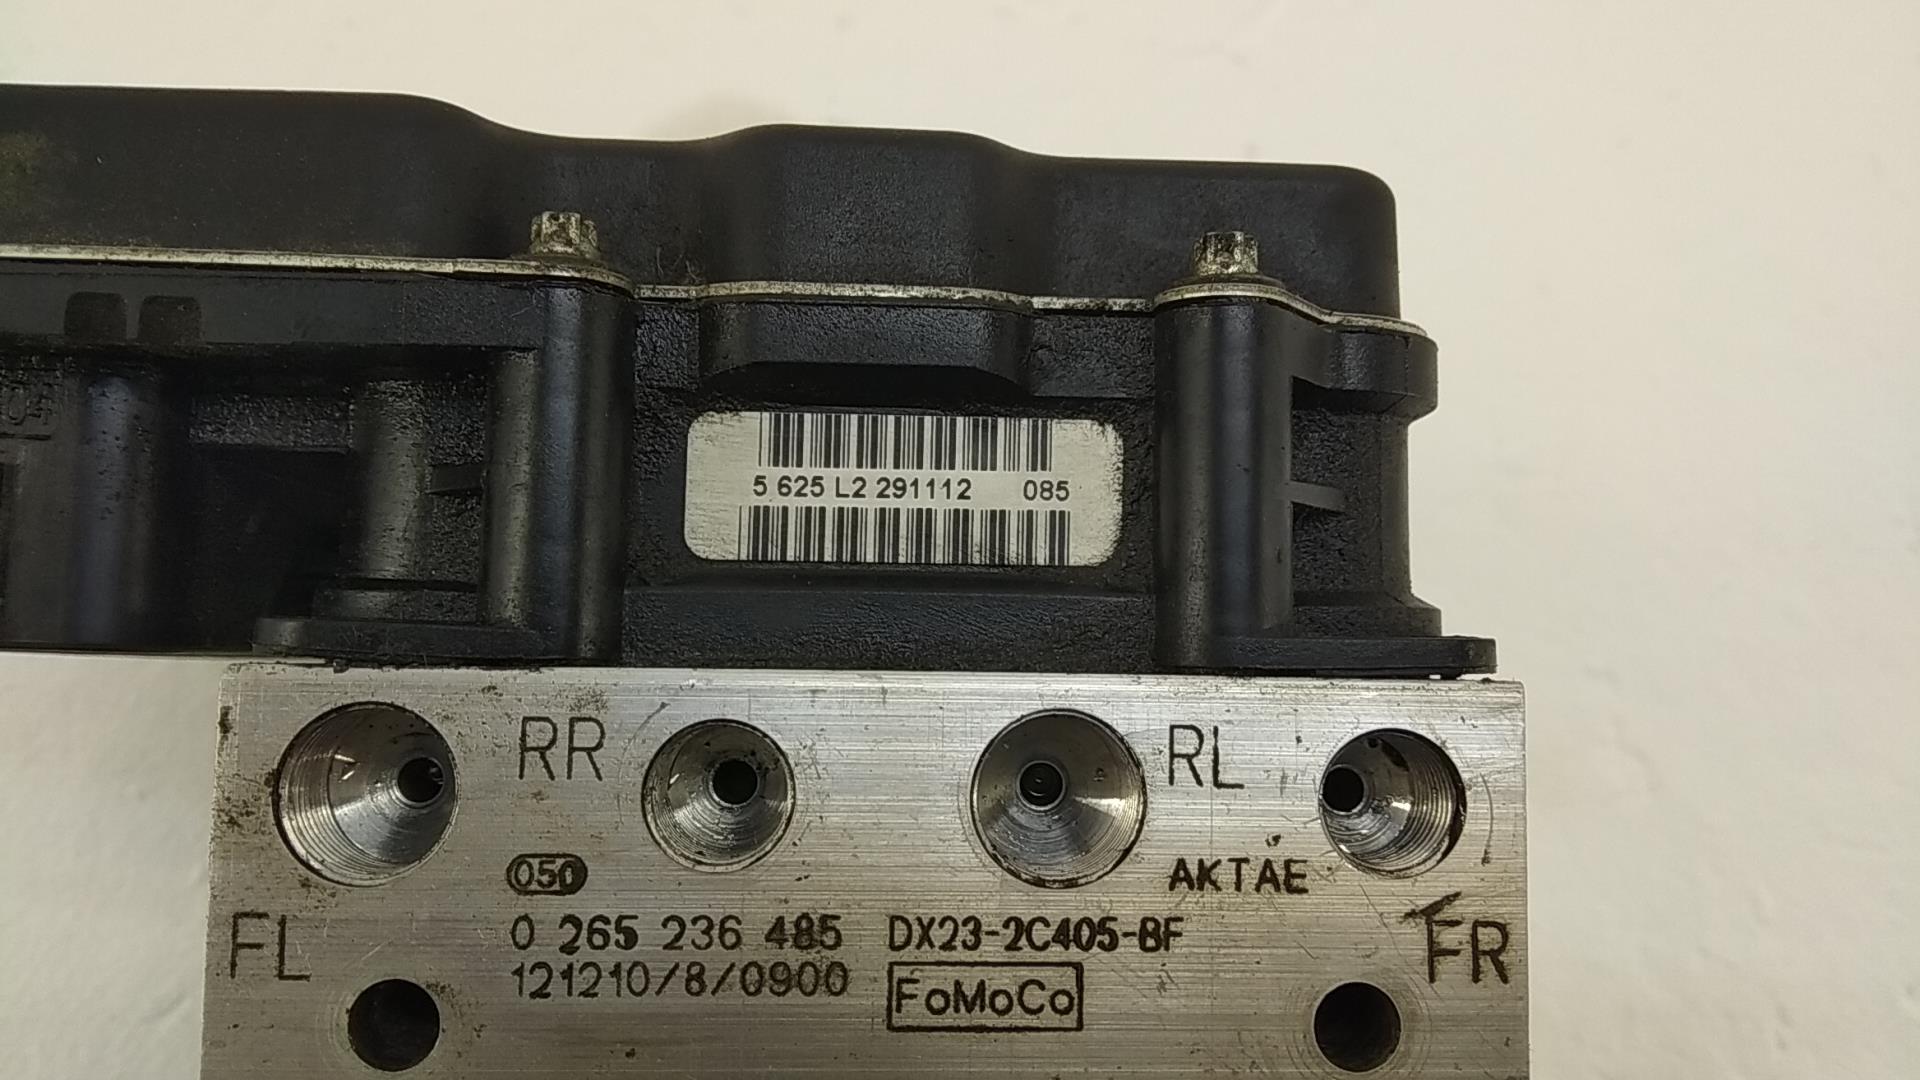 04
5 625 L2 291112 085
RR
RL
050
AKTAE
FL
0 265 236 485 DX23-2C405-BF
FR
121210/8/0900
FoMoCo